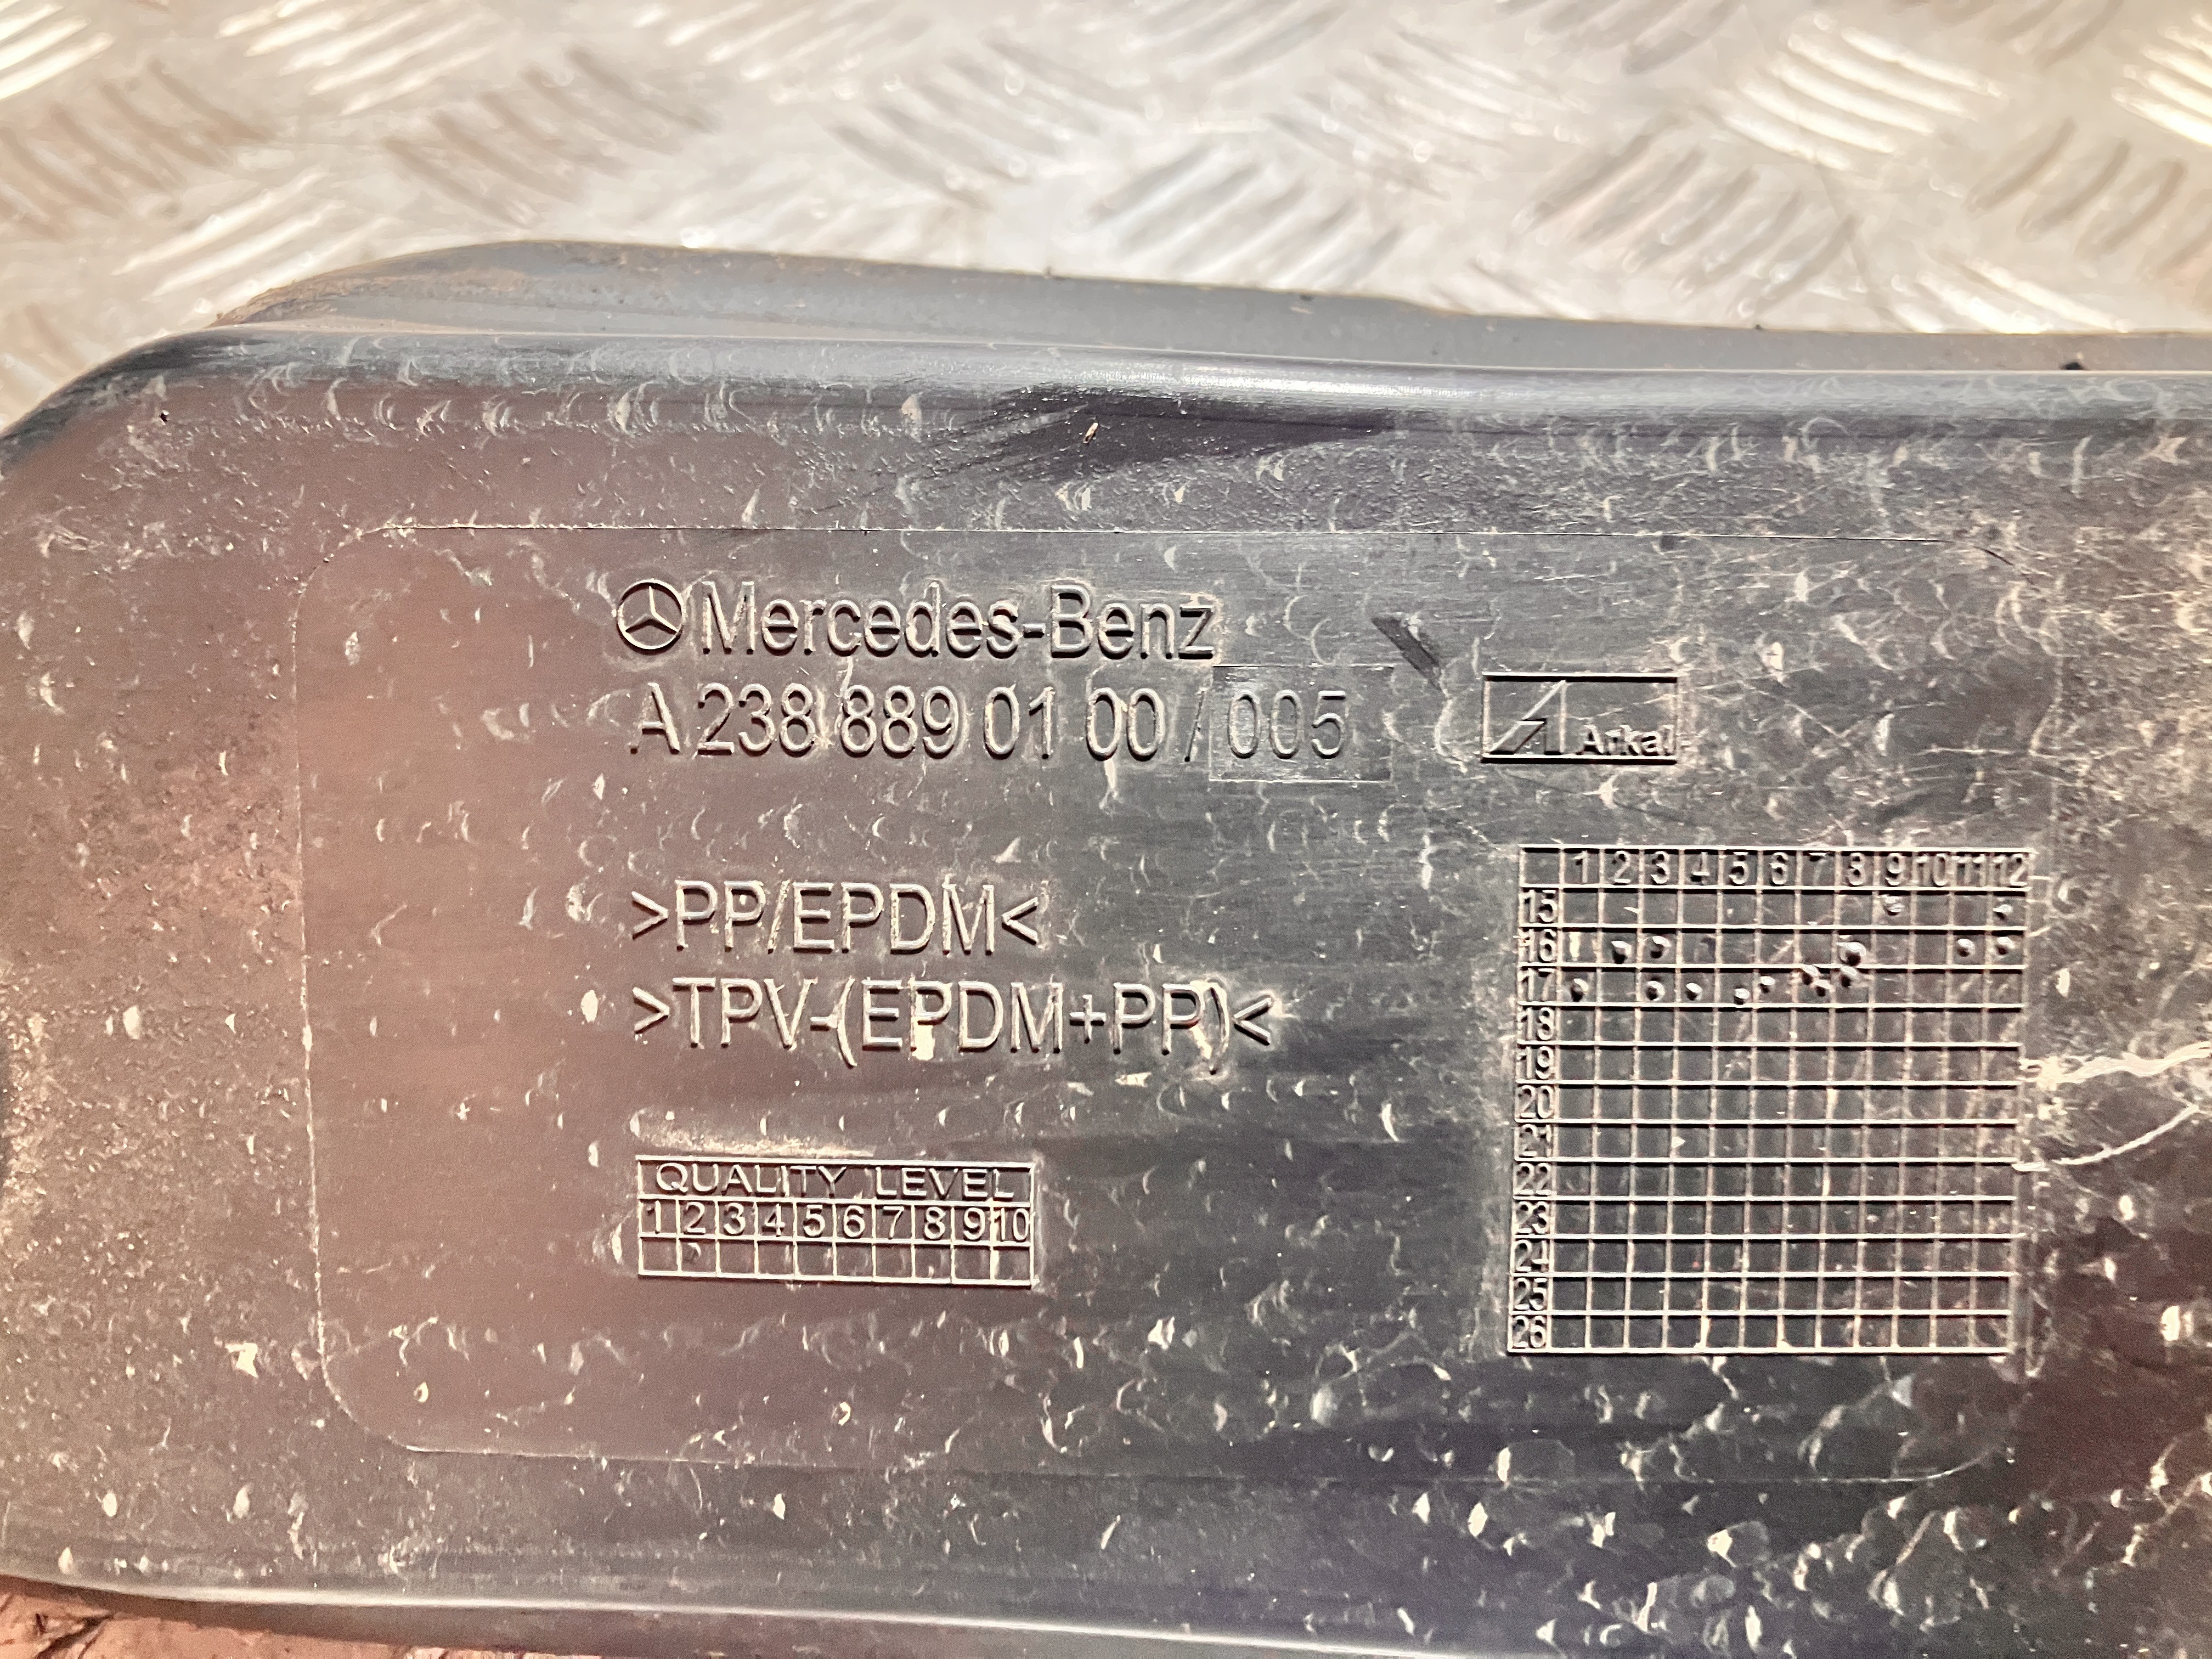 Mercedes-Benz
A 238 889 01 00 / 005
Arkal
>PP/EPDM<
>TPV-(EPDM+PP)<
QUALITY LEVEL
1 2 3 4 5 6 7 8 9 10
1 2 3 4 5 6 7 8 9 10 11 12
15
16
17
18
19
20
21
22
23
24
25
26